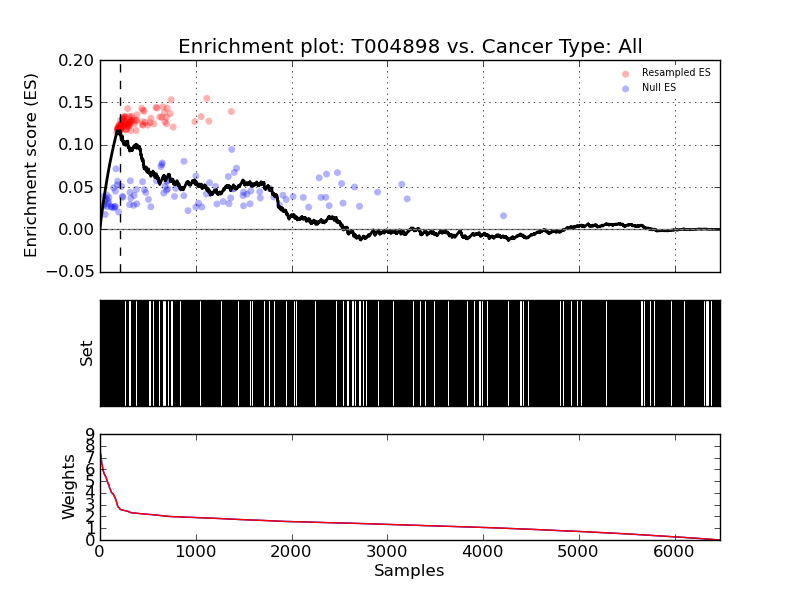 Enrichment plot: T004898 vs. Cancer Type: All
Enrichment score (ES)
0.20
0.15
0.10
0.05
0.00
−0.05
Resampled ES
Null ES
Set
Weights
9
8
7
6
5
4
3
2
1
0
0 1000 2000 3000 4000 5000 6000
Samples